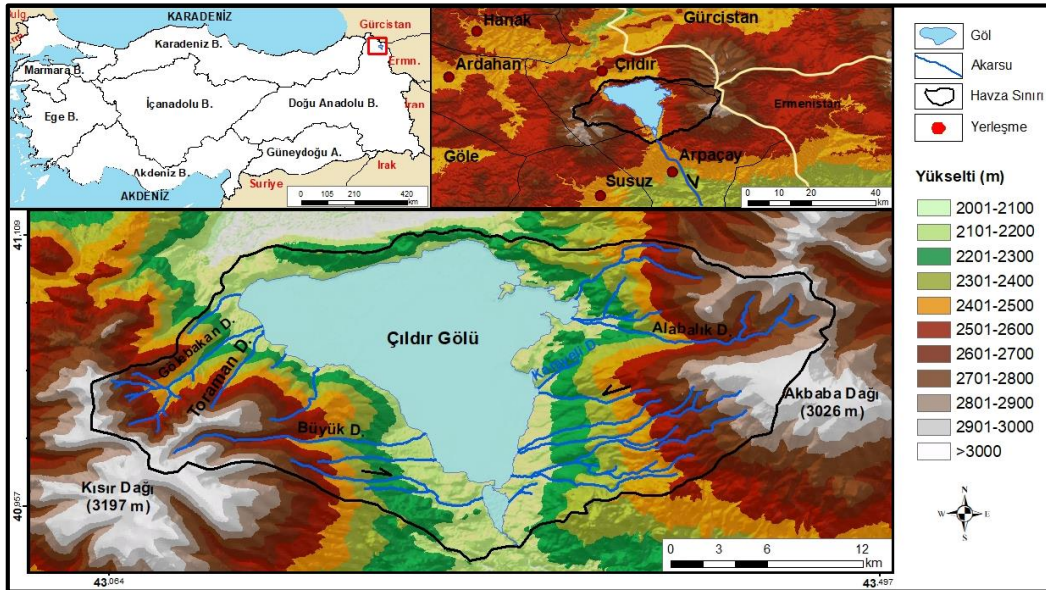 KARADENİZ
Gürcistan
Karadeniz B.
Marmara B.
Ermn.
İçanadolu B.
Doğu Anadolu B.
İran
Ege B.
Güneydoğu A.
Akdeniz B.
Irak
AKDENİZ
Suriye
0 105 210 420
km
Hanak
Gürcistan
Ardahan
Çıldır
Ermenistan
Göle
Arpaçay
Susuz
0 10 20 40
km
Göl
Akarsu
Havza Sınırı
Yerleşme
Yükselti (m)
2001-2100
2101-2200
2201-2300
2301-2400
2401-2500
2501-2600
2601-2700
2701-2800
2801-2900
2901-3000
>3000
N
W E
S
41,109
40,957
43,064
43,497
Çıldır Gölü
Gölebakan D.
Toraman D.
Büyük D.
Alabalık D.
Akbaba Dağı
(3026 m)
Kısır Dağı
(3197 m)
0 3 6 12
km